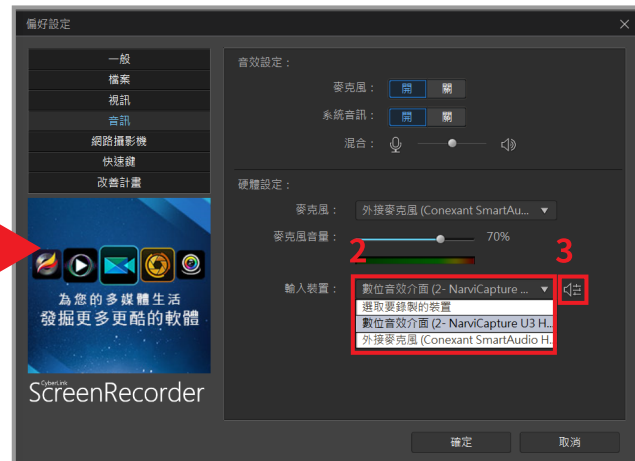 偏好設定
一般
檔案
視訊
音訊
網路攝影機
快速鍵
改善計畫
為您的多媒體生活
發掘更多更酷的軟體
CyberLink
ScreenRecorder
音效設定：
麥克風： 開 關
系統音訊： 開 關
混合：
硬體設定：
麥克風： 外接麥克風 (Conexant SmartAu...
麥克風音量： 70%
2 3
輸入裝置： 數位音效介面 (2- NarviCapture ...
選取要錄製的裝置
數位音效介面 (2- NarviCapture U3 H...
外接麥克風 (Conexant SmartAudio H...
確定 取消